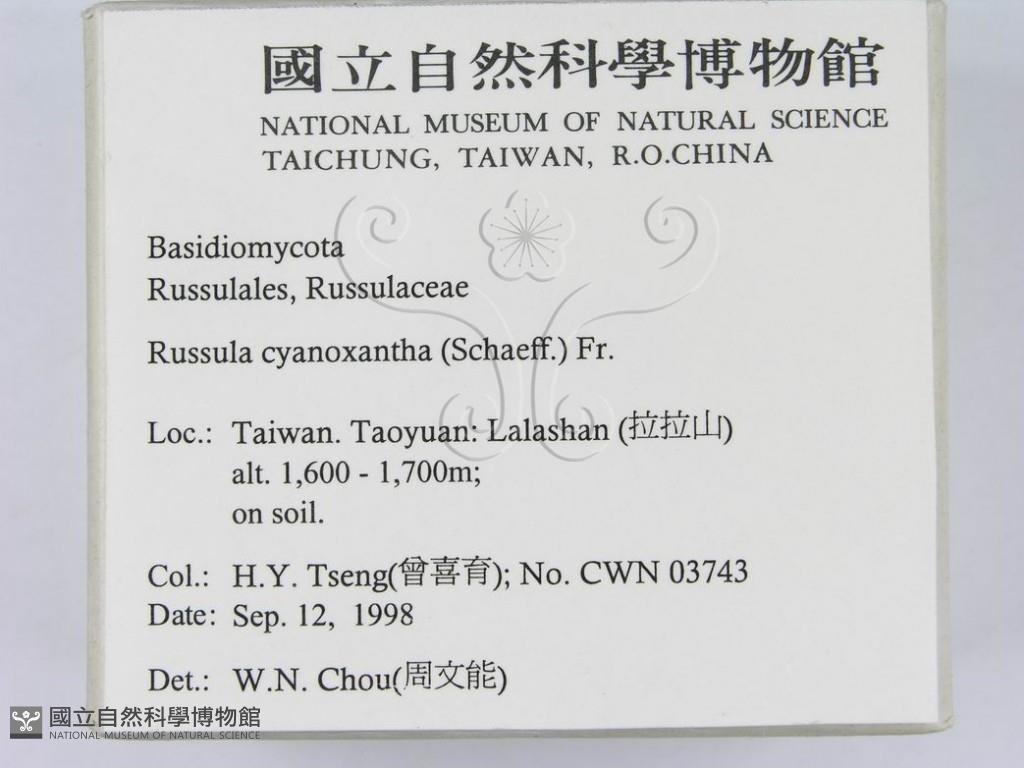 國立自然科學博物館
NATIONAL MUSEUM OF NATURAL SCIENCE
TAICHUNG, TAIWAN, R.O.CHINA
Basidiomycota
Russulales, Russulaceae
Russula cyanoxantha (Schaeff.) Fr.
Loc.: Taiwan. Taoyuan: Lalashan (拉拉山)
alt. 1,600 - 1,700m;
on soil.
Col.: H.Y. Tseng(曾喜育); No. CWN 03743
Date: Sep. 12, 1998
Det.: W.N. Chou(周文能)
國立自然科學博物館
NATIONAL MUSEUM OF NATURAL SCIENCE